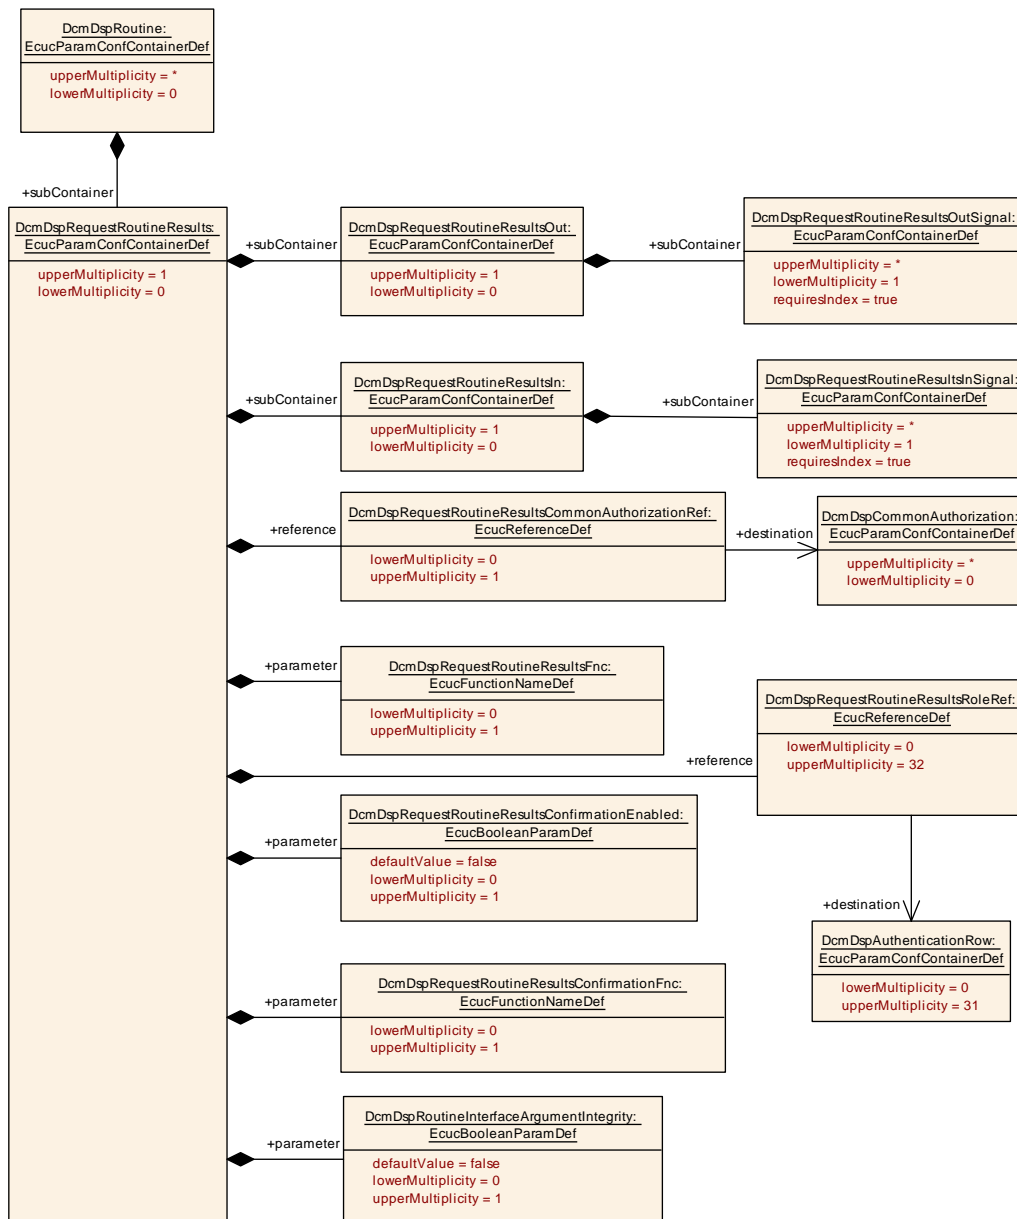 DcmDspRoutine:
EcucParamConfContainerDef
upperMultiplicity = *
lowerMultiplicity = 0
+subContainer
DcmDspRequestRoutineResults:
EcucParamConfContainerDef
upperMultiplicity = 1
lowerMultiplicity = 0
+subContainer
DcmDspRequestRoutineResultsOut:
EcucParamConfContainerDef
upperMultiplicity = 1
lowerMultiplicity = 0
+subContainer
DcmDspRequestRoutineResultsOutSignal:
EcucParamConfContainerDef
upperMultiplicity = *
lowerMultiplicity = 1
requiresIndex = true
+subContainer
DcmDspRequestRoutineResultsIn:
EcucParamConfContainerDef
upperMultiplicity = 1
lowerMultiplicity = 0
+subContainer
DcmDspRequestRoutineResultsInSignal:
EcucParamConfContainerDef
upperMultiplicity = *
lowerMultiplicity = 1
requiresIndex = true
+reference
DcmDspRequestRoutineResultsCommonAuthorizationRef:
EcucReferenceDef
lowerMultiplicity = 0
upperMultiplicity = 1
+destination
DcmDspCommonAuthorization:
EcucParamConfContainerDef
upperMultiplicity = *
lowerMultiplicity = 0
+parameter
DcmDspRequestRoutineResultsFnc:
EcucFunctionNameDef
lowerMultiplicity = 0
upperMultiplicity = 1
+reference
DcmDspRequestRoutineResultsRoleRef:
EcucReferenceDef
lowerMultiplicity = 0
upperMultiplicity = 32
+parameter
DcmDspRequestRoutineResultsConfirmationEnabled:
EcucBooleanParamDef
defaultValue = false
lowerMultiplicity = 0
upperMultiplicity = 1
+destination
DcmDspAuthenticationRow:
EcucParamConfContainerDef
lowerMultiplicity = 0
upperMultiplicity = 31
+parameter
DcmDspRequestRoutineResultsConfirmationFnc:
EcucFunctionNameDef
lowerMultiplicity = 0
upperMultiplicity = 1
+parameter
DcmDspRoutineInterfaceArgumentIntegrity:
EcucBooleanParamDef
defaultValue = false
lowerMultiplicity = 0
upperMultiplicity = 1